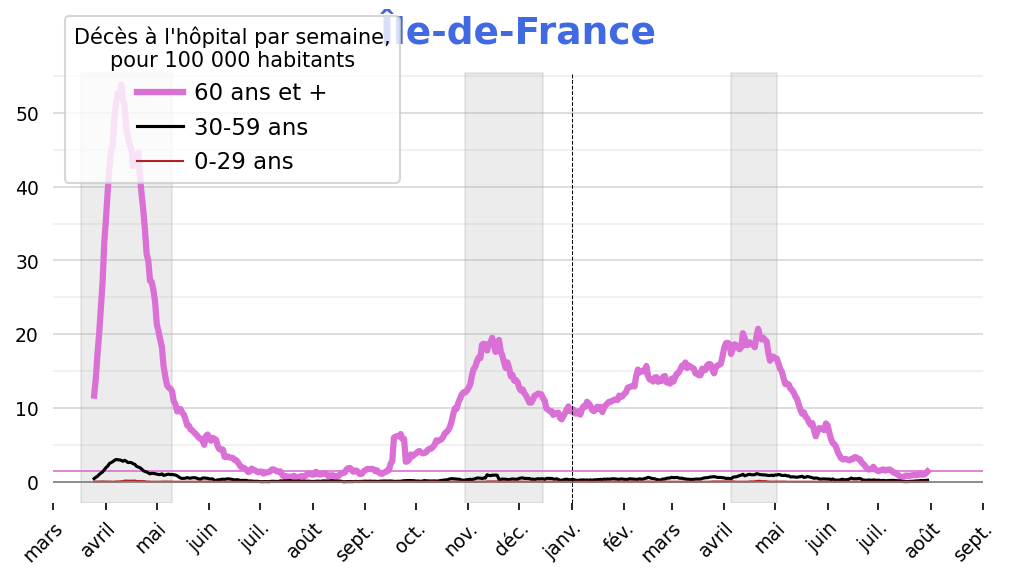 Île-de-France
Décès à l'hôpital par semaine,
pour 100 000 habitants
60 ans et +
30-59 ans
0-29 ans
50
40
30
20
10
0
mars avril mai juin juil. août sept. oct. nov. déc. janv. fév. mars avril mai juin juil. août sept.